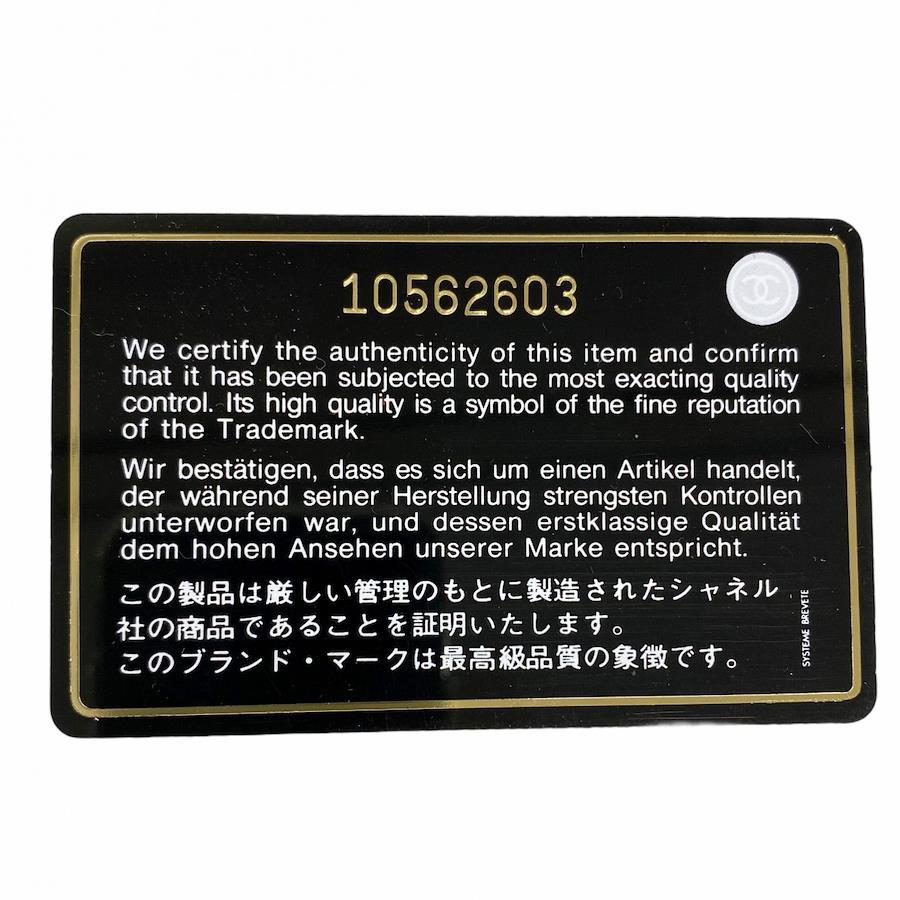 10562603
We certify the authenticity of this item and confirm
that it has been subjected to the most exacting quality
control. Its high quality is a symbol of the fine reputation
of the Trademark.
Wir bestätigen, dass es sich um einen Artikel handelt,
der während seiner Herstellung strengsten Kontrollen
unterworfen war, und dessen erstklassige Qualität
dem hohen Ansehen unserer Marke entspricht.
この製品は厳しい管理のもとに製造されたシャネル
社の商品であることを証明いたします。
このブランド・マークは最高級品質の象徴です。
SYSTEME BREVETE